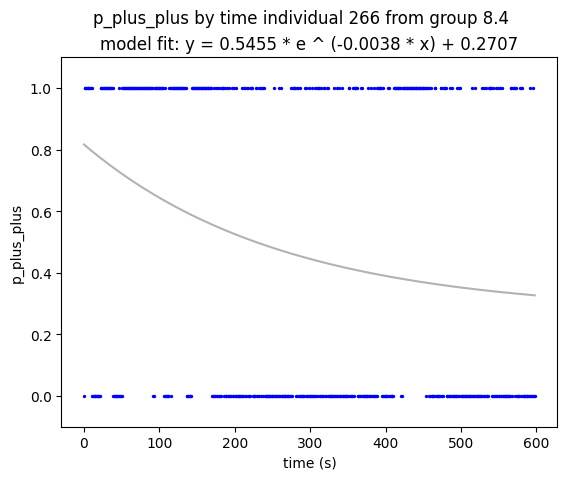 p_plus_plus by time individual 266 from group 8.4
model fit: y = 0.5455 * e ^ (-0.0038 * x) + 0.2707
1.0
0.8
0.6
0.4
0.2
0.0
p_plus_plus
0 100 200 300 400 500 600
time (s)